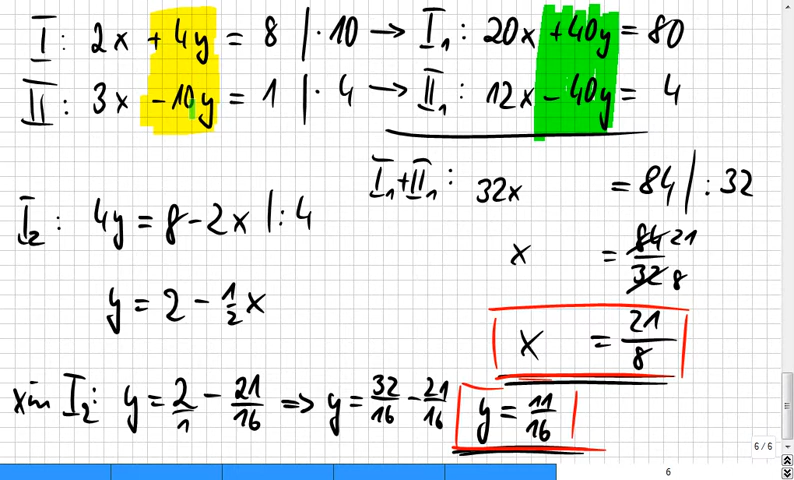 I: 2x + 4y = 8 | · 10 → I₁: 20x + 40y = 80
II: 3x - 10y = 1 | · 4 → II₁: 12x - 40y = 4
I₁+II₁: 32x = 84 | : 32
I₂: 4y = 8 - 2x | : 4
x = 84/32 21/8
y = 2 - 1/2 x
x = 21/8
x in I₂: y = 2/1 - 21/16 => y = 32/16 - 21/16 y = 11/16
6 / 6
6